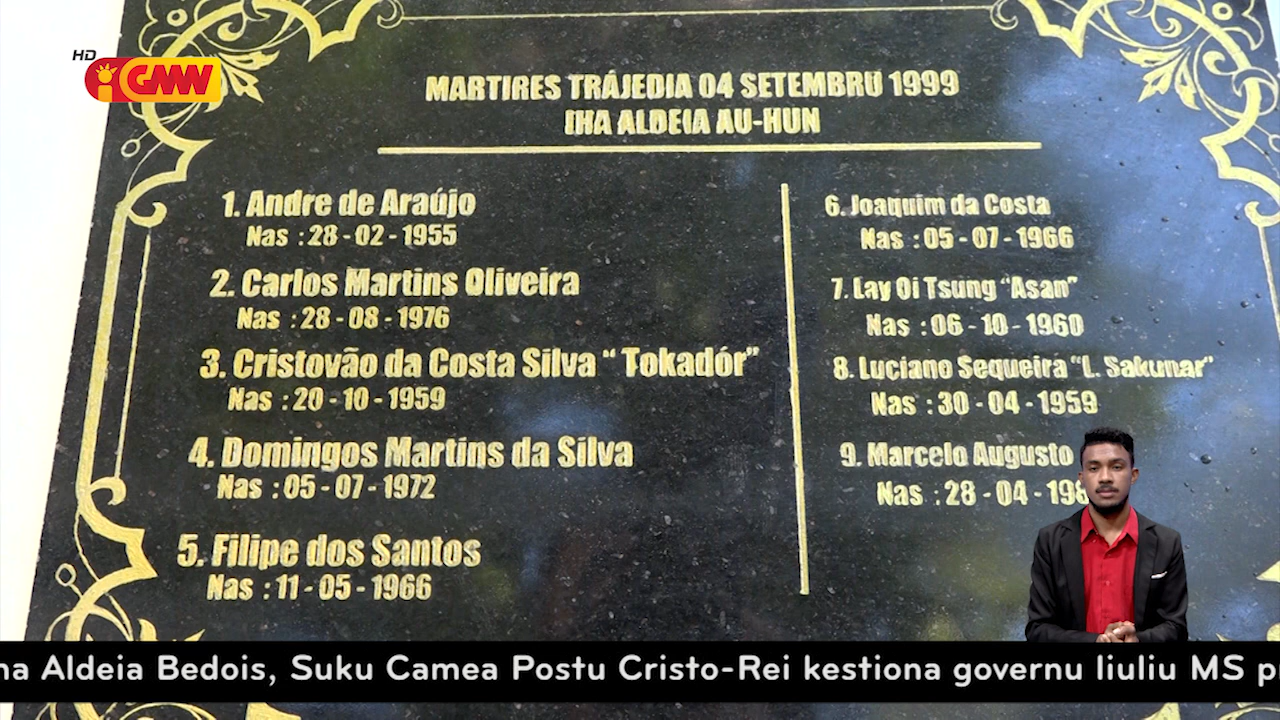 HD
GMN
MARTIRES TRÁJEDIA 04 SETEMBRU 1999
IHA ALDEIA AU-HUN
1. Andre de Araújo
Nas : 28 - 02 - 1955
2. Carlos Martins Oliveira
Nas : 28 - 08 - 1976
3. Cristovão da Costa Silva “ Tokadór”
Nas : 20 - 10 - 1959
4. Domingos Martins da Silva
Nas : 05 - 07 - 1972
5. Filipe dos Santos
Nas : 11 - 05 - 1966
6. Joaquim da Costa
Nas : 05 - 07 - 1966
7. Lay Oi Tsung “Asan”
Nas : 06 - 10 - 1960
8. Luciano Sequeira “L. Sakunar”
Nas : 30 - 04 - 1959
9. Marcelo Augusto
Nas : 28 - 04 -
Aldeia Bedois, Suku Camea Postu Cristo-Rei kestiona governu liuliu MS